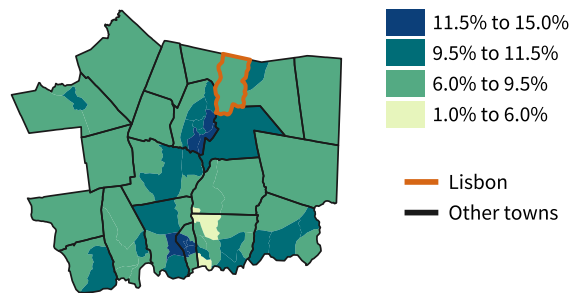 11.5% to 15.0%
9.5% to 11.5%
6.0% to 9.5%
1.0% to 6.0%
Lisbon
Other towns